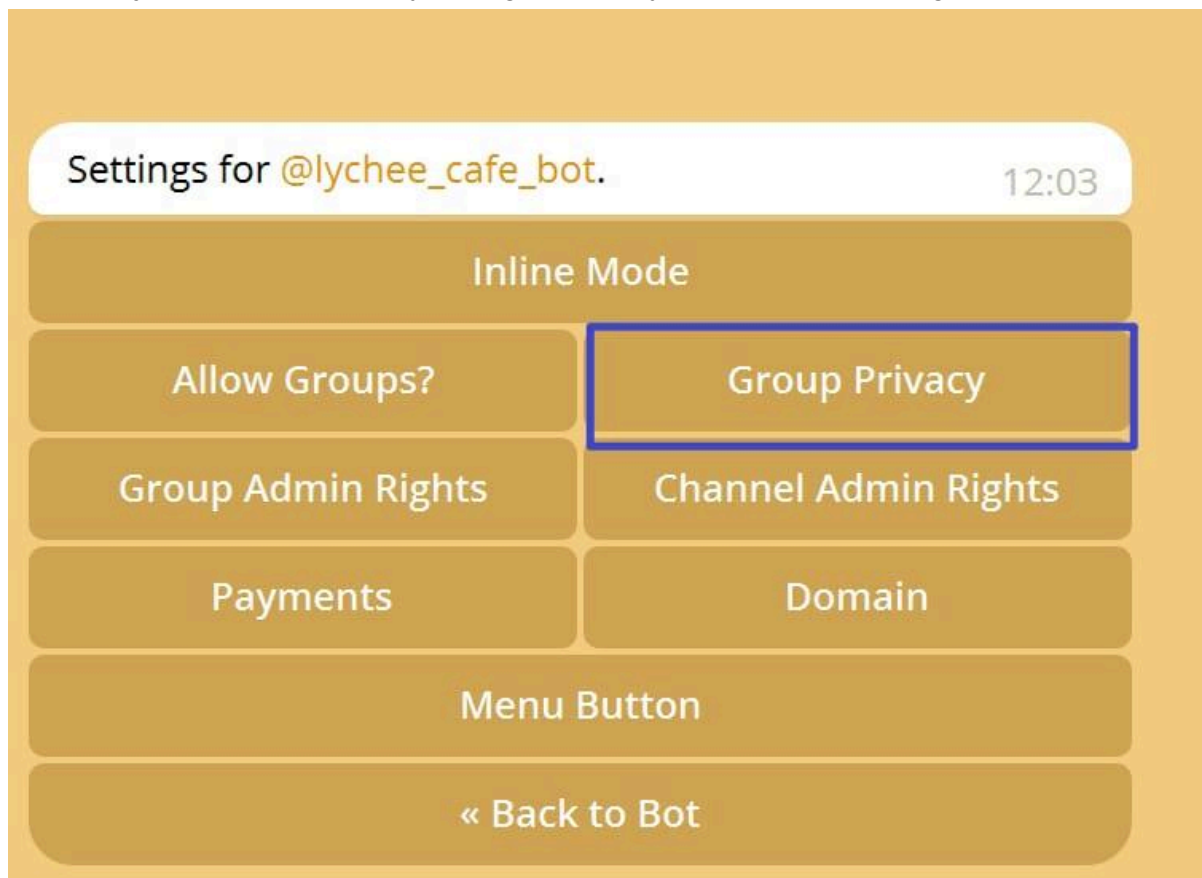 Settings for @lychee_cafe_bot.
12:03
Inline Mode
Allow Groups?
Group Privacy
Group Admin Rights
Channel Admin Rights
Payments
Domain
Menu Button
« Back to Bot